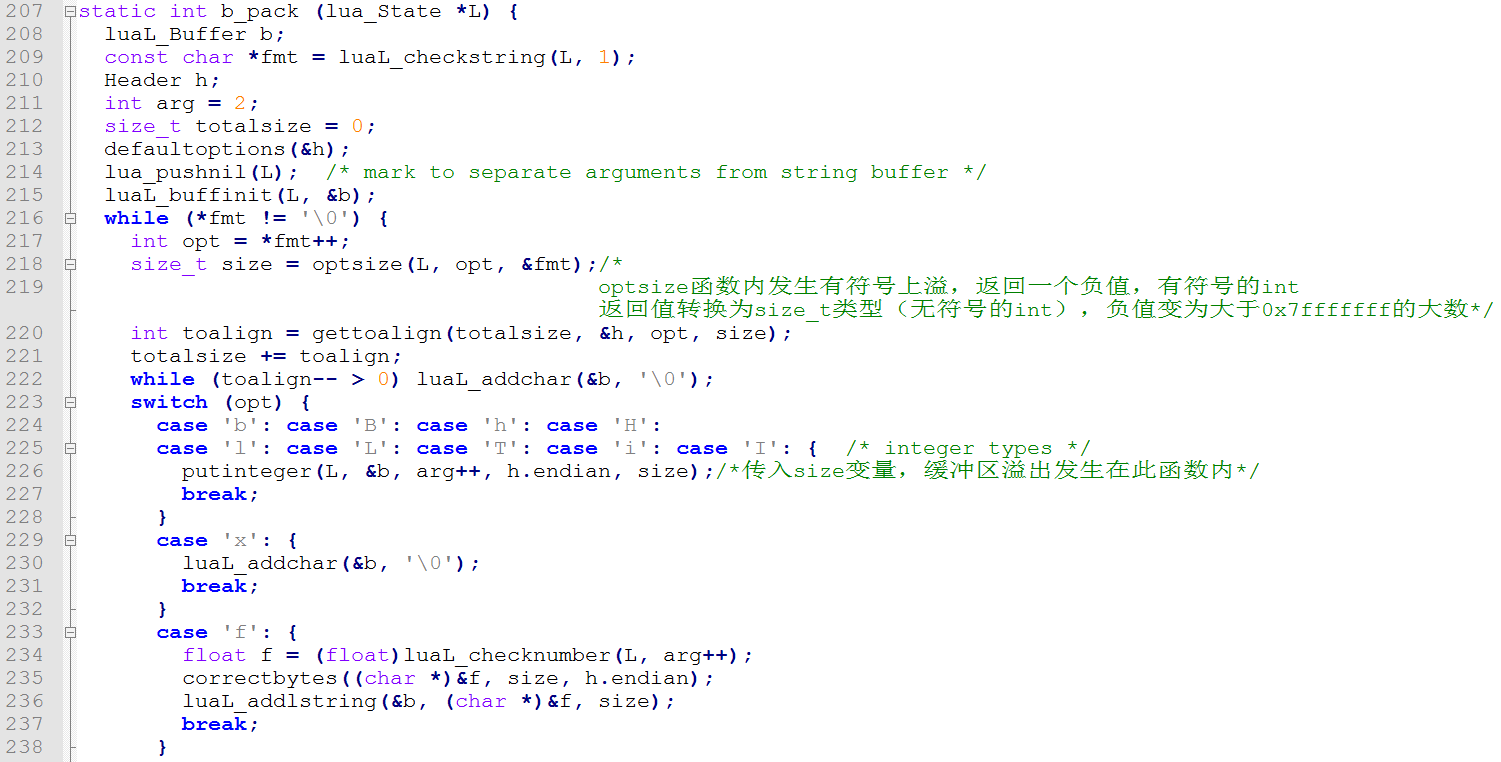 207 static int b_pack (lua_State *L) {
208 luaL_Buffer b;
209 const char *fmt = luaL_checkstring(L, 1);
210 Header h;
211 int arg = 2;
212 size_t totalsize = 0;
213 defaultoptions(&h);
214 lua_pushnil(L);  /* mark to separate arguments from string buffer */
215 luaL_buffinit(L, &b);
216 while (*fmt != '\0') {
217 int opt = *fmt++;
218 size_t size = optsize(L, opt, &fmt);/*
219 optsize函数内发生有符号上溢，返回一个负值，有符号的int
返回值转换为size_t类型（无符号的int），负值变为大于0x7fffffff的大数*/
220 int toalign = gettoalign(totalsize, &h, opt, size);
221 totalsize += toalign;
222 while (toalign-- > 0) luaL_addchar(&b, '\0');
223 switch (opt) {
224 case 'b': case 'B': case 'h': case 'H':
225 case 'l': case 'L': case 'T': case 'i': case 'I': {  /* integer types */
226 putinteger(L, &b, arg++, h.endian, size);/*传入size变量，缓冲区溢出发生在此函数内*/
227 break;
228 }
229 case 'x': {
230 luaL_addchar(&b, '\0');
231 break;
232 }
233 case 'f': {
234 float f = (float)luaL_checknumber(L, arg++);
235 correctbytes((char *)&f, size, h.endian);
236 luaL_addlstring(&b, (char *)&f, size);
237 break;
238 }